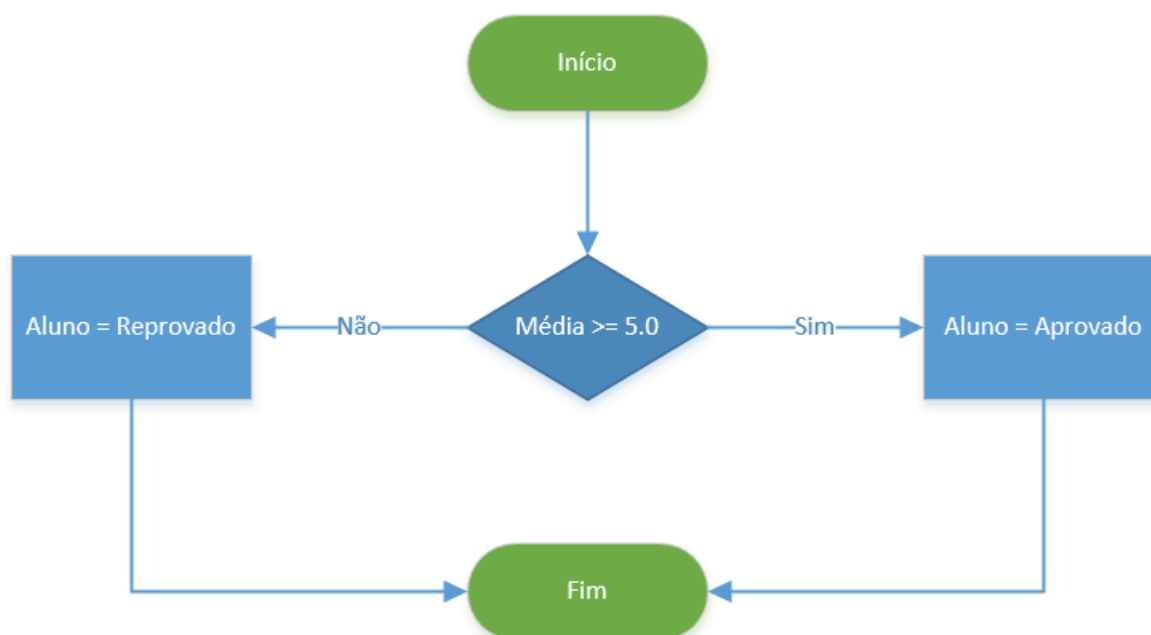 Início
Aluno = Reprovado
Não
Média >= 5.0
Sim
Aluno = Aprovado
Fim